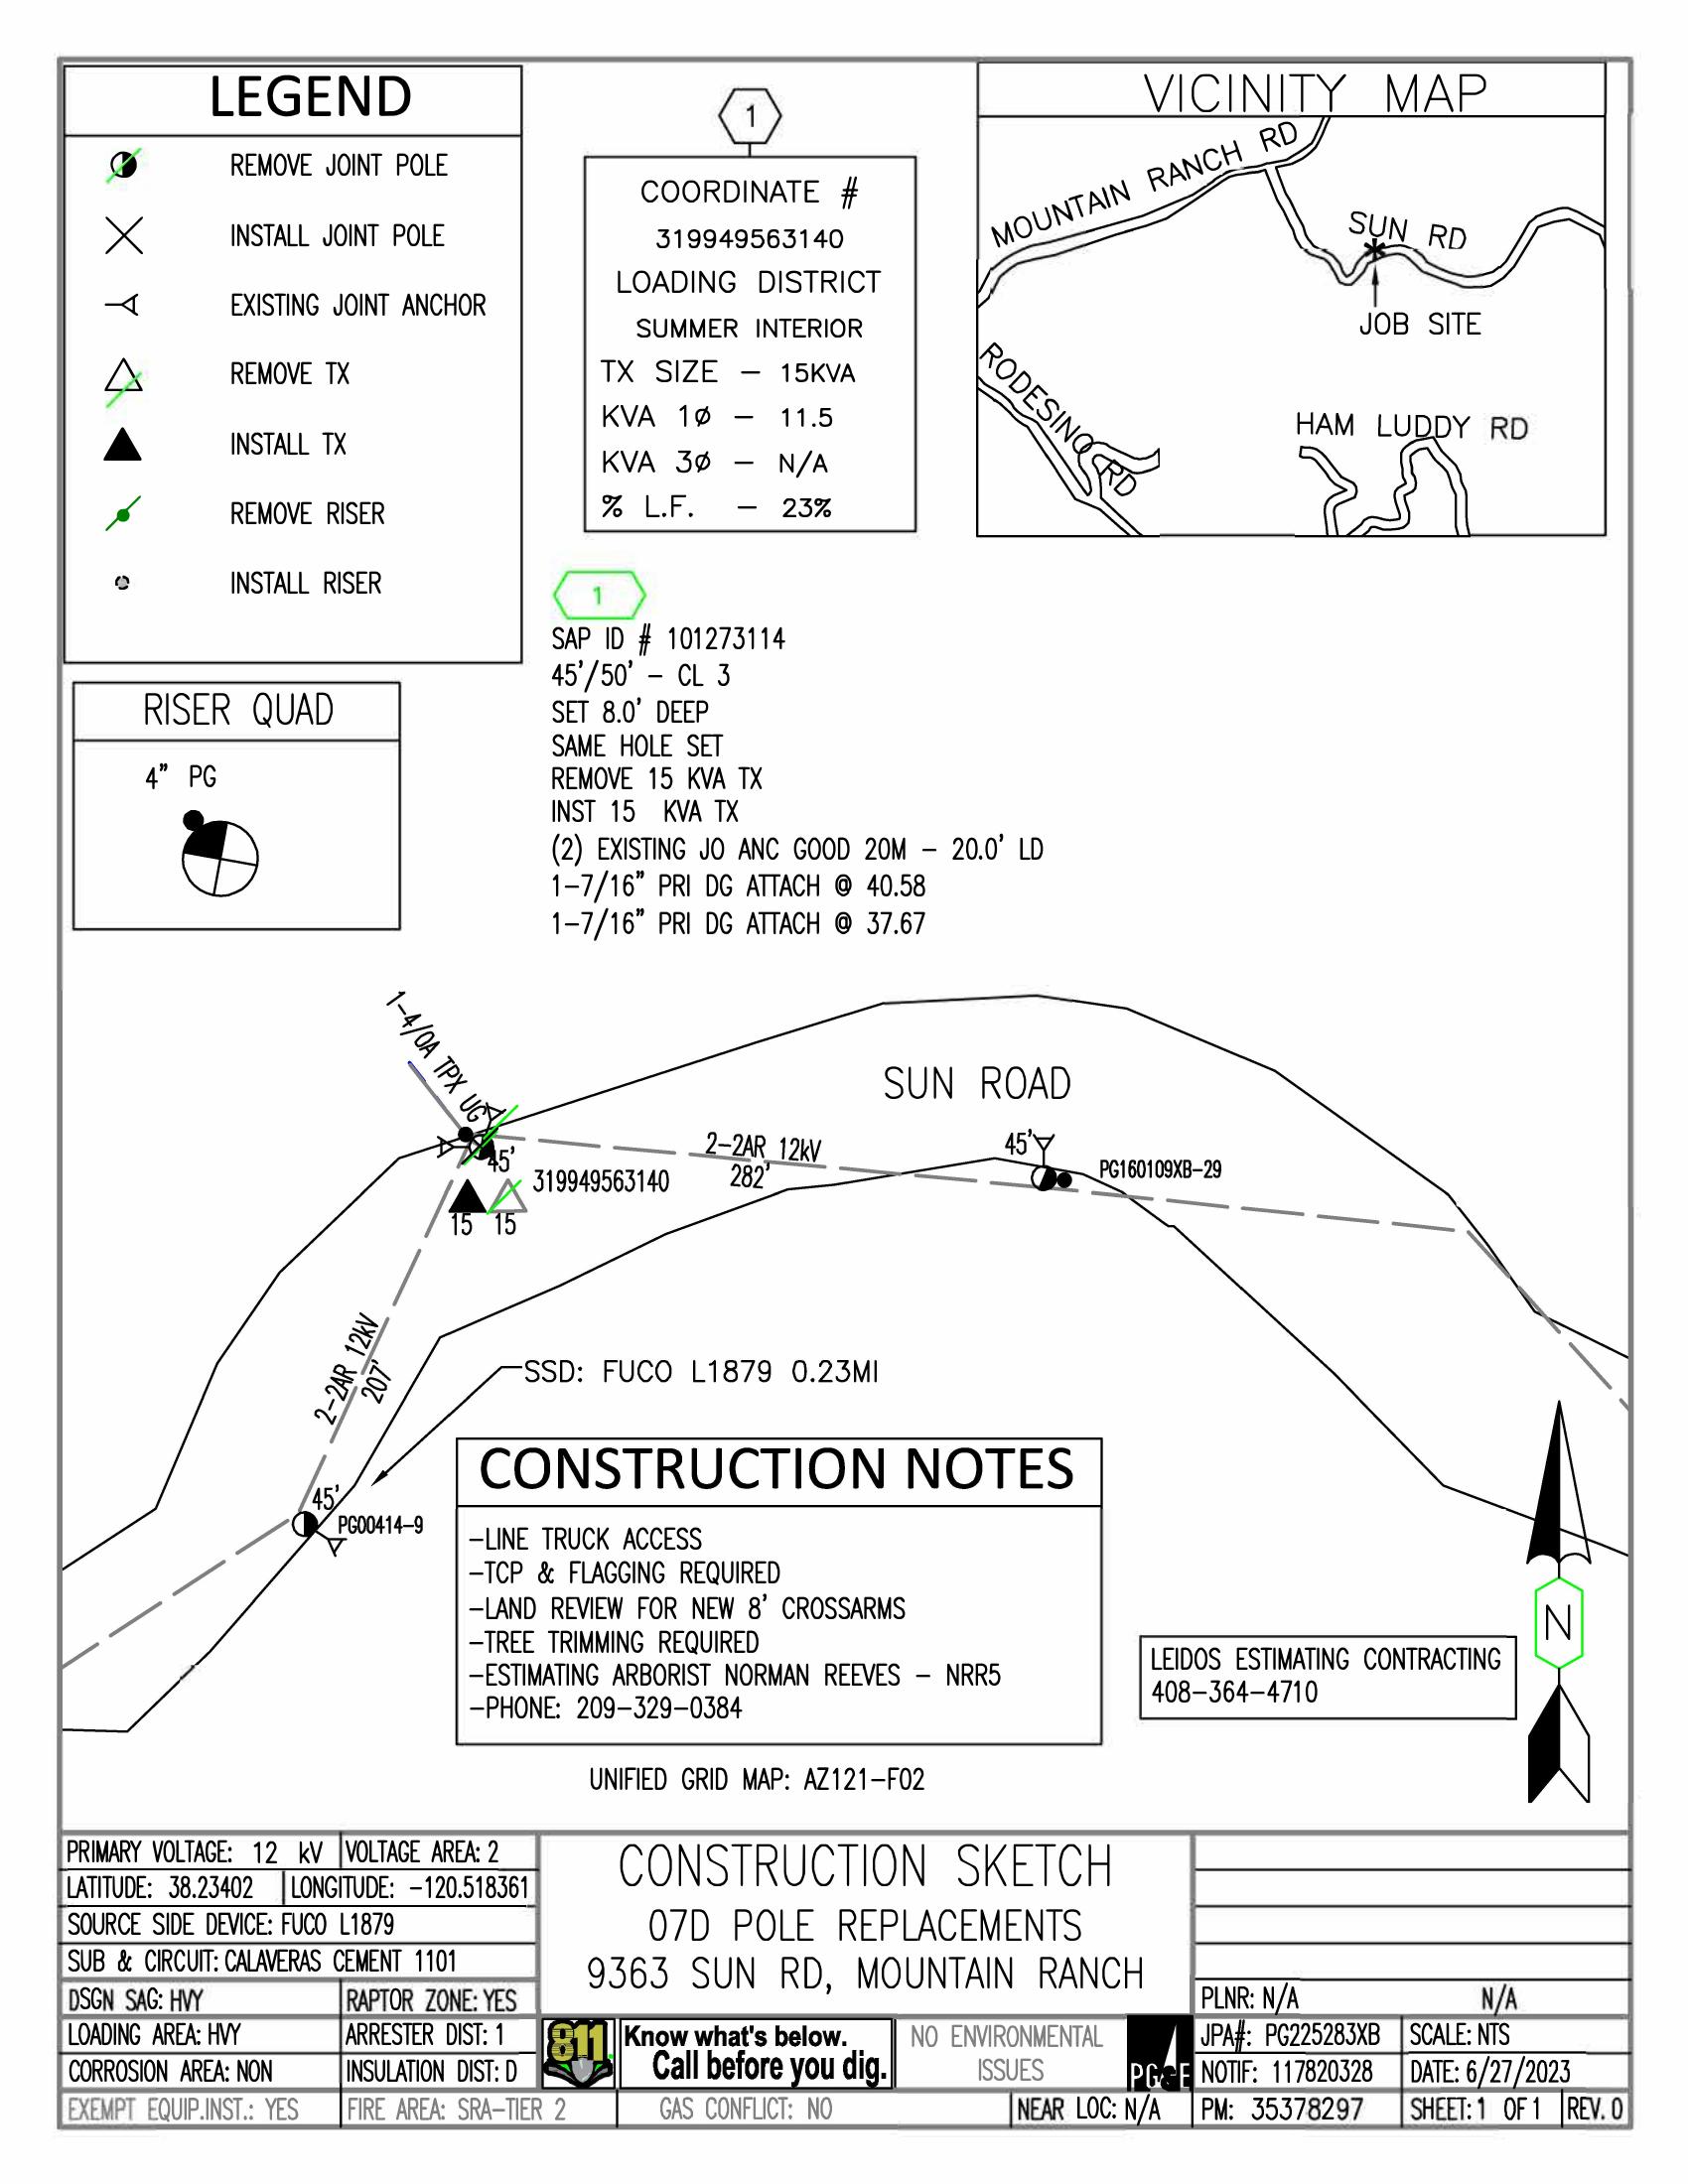 LEGEND
REMOVE JOINT POLE
INSTALL JOINT POLE
EXISTING JOINT ANCHOR
REMOVE TX
INSTALL TX
REMOVE RISER
INSTALL RISER
1
COORDINATE #
319949563140
LOADING DISTRICT
SUMMER INTERIOR
TX SIZE – 15KVA
KVA 1ø – 11.5
KVA 3ø – N/A
% L.F. – 23%
VICINITY MAP
MOUNTAIN RANCH RD
SUN RD
JOB SITE
RODESINO RD
HAM LUDDY RD
RISER QUAD
4" PG
1
SAP ID # 101273114
45'/50' – CL 3
SET 8.0' DEEP
SAME HOLE SET
REMOVE 15 KVA TX
INST 15 KVA TX
(2) EXISTING JO ANC GOOD 20M – 20.0' LD
1–7/16" PRI DG ATTACH @ 40.58
1–7/16" PRI DG ATTACH @ 37.67
1–4/0A TPX UG
SUN ROAD
45'
319949563140
15 15
2–2AR 12kV
282'
45'
PG160109XB–29
2–2AR 12kV
207'
SSD: FUCO L1879 0.23MI
45'
PG00414–9
CONSTRUCTION NOTES
–LINE TRUCK ACCESS
–TCP & FLAGGING REQUIRED
–LAND REVIEW FOR NEW 8' CROSSARMS
–TREE TRIMMING REQUIRED
–ESTIMATING ARBORIST NORMAN REEVES – NRR5
–PHONE: 209–329–0384
N
LEIDOS ESTIMATING CONTRACTING
408–364–4710
UNIFIED GRID MAP: AZ121–F02
PRIMARY VOLTAGE: 12 kV VOLTAGE AREA: 2
LATITUDE: 38.23402 LONGITUDE: –120.518361
SOURCE SIDE DEVICE: FUCO L1879
SUB & CIRCUIT: CALAVERAS CEMENT 1101
DSGN SAG: HVY RAPTOR ZONE: YES
LOADING AREA: HVY ARRESTER DIST: 1
CORROSION AREA: NON INSULATION DIST: D
EXEMPT EQUIP.INST.: YES FIRE AREA: SRA–TIER 2
CONSTRUCTION SKETCH
07D POLE REPLACEMENTS
9363 SUN RD, MOUNTAIN RANCH
811
Know what's below.
Call before you dig.
NO ENVIRONMENTAL
ISSUES
PG&E
GAS CONFLICT: NO
NEAR LOC: N/A
PLNR: N/A N/A
JPA#: PG225283XB SCALE: NTS
NOTIF: 117820328 DATE: 6/27/2023
PM: 35378297 SHEET: 1 OF 1 REV. 0